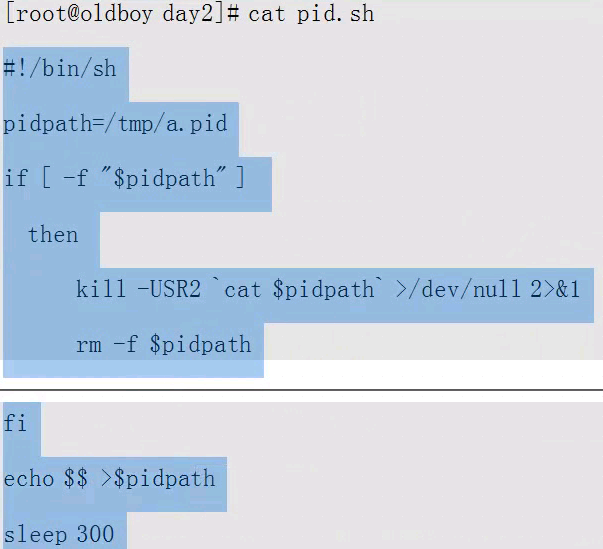 [root@oldboy day2]# cat pid.sh
#!/bin/sh
pidpath=/tmp/a.pid
if [ -f "$pidpath" ]
then
kill -USR2 `cat $pidpath` >/dev/null 2>&1
rm -f $pidpath
fi
echo $$ >$pidpath
sleep 300